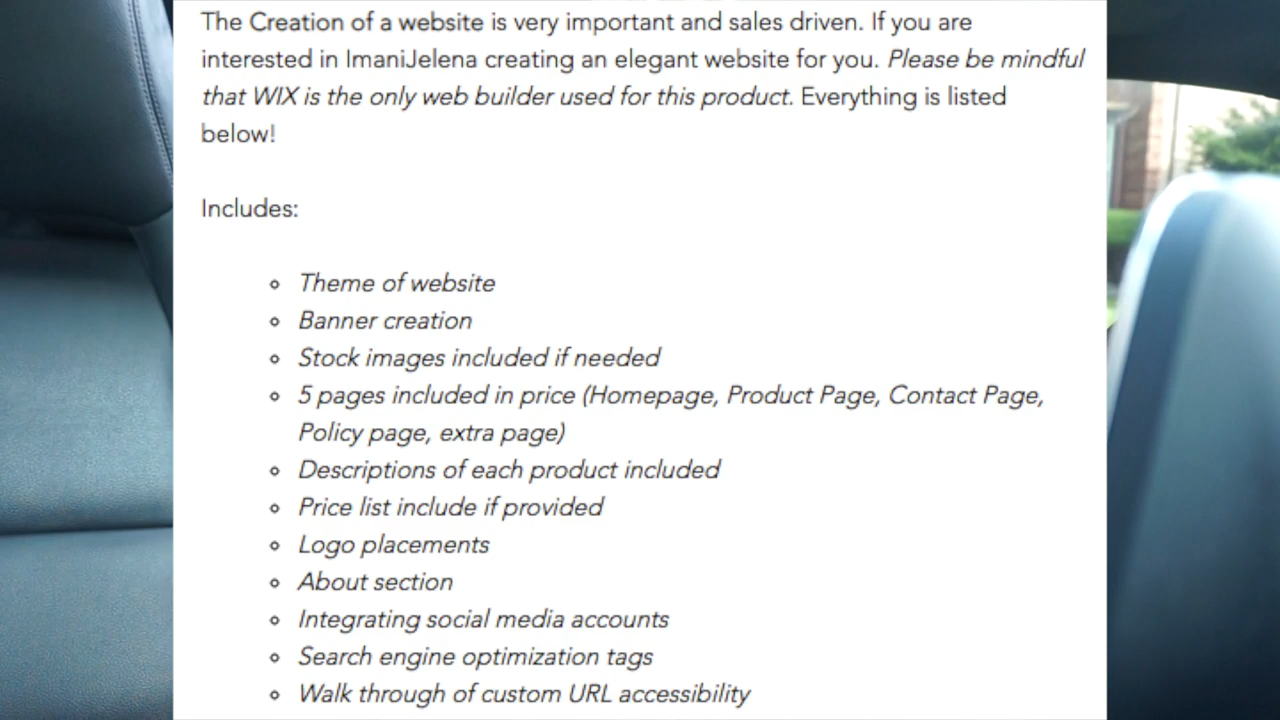 The Creation of a website is very important and sales driven. If you are
interested in ImaniJelena creating an elegant website for you. Please be mindful
that WIX is the only web builder used for this product. Everything is listed
below!
Includes:
Theme of website
Banner creation
Stock images included if needed
5 pages included in price (Homepage, Product Page, Contact Page,
Policy page, extra page)
Descriptions of each product included
Price list include if provided
Logo placements
About section
Integrating social media accounts
Search engine optimization tags
Walk through of custom URL accessibility